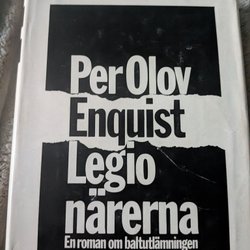 Per Olov
Enquist
Legio
närerna
En roman om baltutlämningen